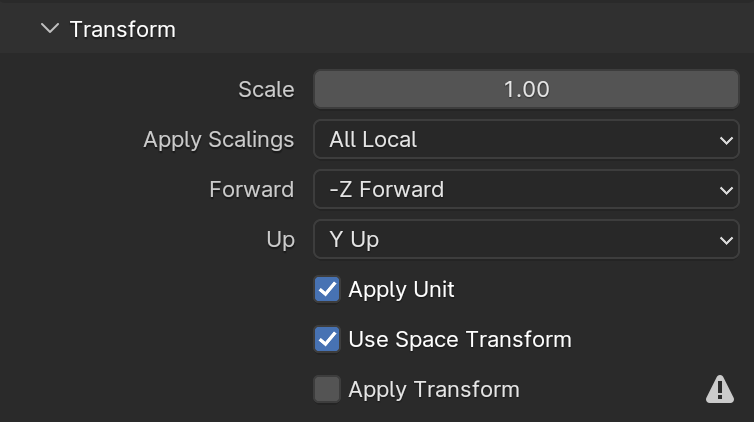 Transform
Scale 1.00
Apply Scalings All Local
Forward -Z Forward
Up Y Up
Apply Unit
Use Space Transform
Apply Transform